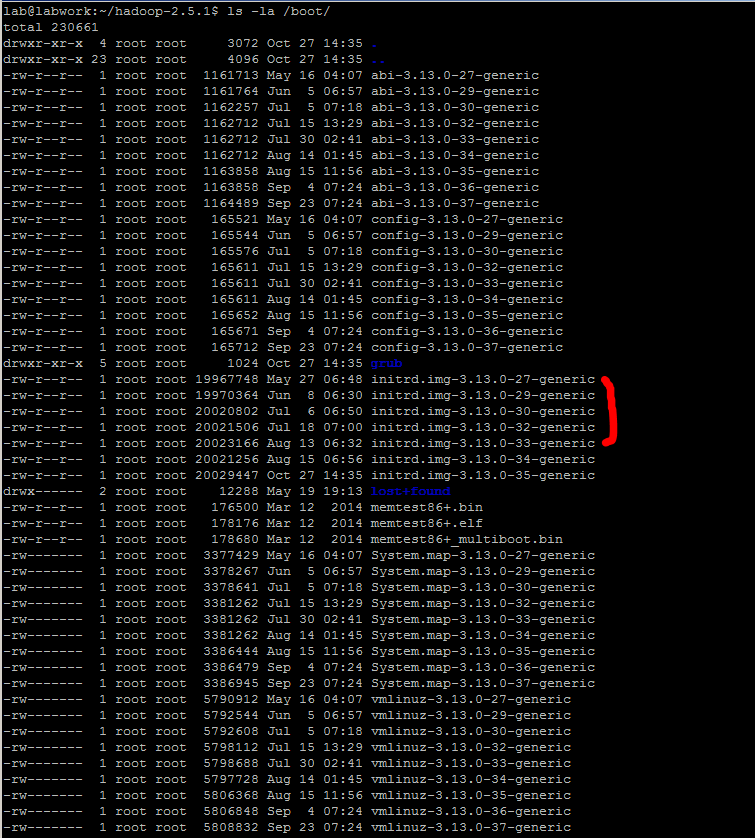 lab@labwork:~/hadoop-2.5.1$ ls -la /boot/
total 230661
drwxr-xr-x  4 root root     3072 Oct 27 14:35 .
drwxr-xr-x 23 root root     4096 Oct 27 14:35 ..
-rw-r--r--  1 root root  1161713 May 16 04:07 abi-3.13.0-27-generic
-rw-r--r--  1 root root  1161764 Jun  5 06:57 abi-3.13.0-29-generic
-rw-r--r--  1 root root  1162257 Jul  5 07:18 abi-3.13.0-30-generic
-rw-r--r--  1 root root  1162712 Jul 15 13:29 abi-3.13.0-32-generic
-rw-r--r--  1 root root  1162712 Jul 30 02:41 abi-3.13.0-33-generic
-rw-r--r--  1 root root  1162712 Aug 14 01:45 abi-3.13.0-34-generic
-rw-r--r--  1 root root  1163858 Aug 15 11:56 abi-3.13.0-35-generic
-rw-r--r--  1 root root  1163858 Sep  4 07:24 abi-3.13.0-36-generic
-rw-r--r--  1 root root  1164489 Sep 23 07:24 abi-3.13.0-37-generic
-rw-r--r--  1 root root   165521 May 16 04:07 config-3.13.0-27-generic
-rw-r--r--  1 root root   165544 Jun  5 06:57 config-3.13.0-29-generic
-rw-r--r--  1 root root   165576 Jul  5 07:18 config-3.13.0-30-generic
-rw-r--r--  1 root root   165611 Jul 15 13:29 config-3.13.0-32-generic
-rw-r--r--  1 root root   165611 Jul 30 02:41 config-3.13.0-33-generic
-rw-r--r--  1 root root   165611 Aug 14 01:45 config-3.13.0-34-generic
-rw-r--r--  1 root root   165652 Aug 15 11:56 config-3.13.0-35-generic
-rw-r--r--  1 root root   165671 Sep  4 07:24 config-3.13.0-36-generic
-rw-r--r--  1 root root   165712 Sep 23 07:24 config-3.13.0-37-generic
drwxr-xr-x  5 root root     1024 Oct 27 14:35 grub
-rw-r--r--  1 root root 19967748 May 27 06:48 initrd.img-3.13.0-27-generic
-rw-r--r--  1 root root 19970364 Jun  8 06:30 initrd.img-3.13.0-29-generic
-rw-r--r--  1 root root 20020802 Jul  6 06:50 initrd.img-3.13.0-30-generic
-rw-r--r--  1 root root 20021506 Jul 18 07:00 initrd.img-3.13.0-32-generic
-rw-r--r--  1 root root 20023166 Aug 13 06:32 initrd.img-3.13.0-33-generic
-rw-r--r--  1 root root 20021256 Aug 15 06:56 initrd.img-3.13.0-34-generic
-rw-r--r--  1 root root 20029447 Oct 27 14:35 initrd.img-3.13.0-35-generic
drwx------  2 root root    12288 May 19 19:13 lost+found
-rw-r--r--  1 root root   176500 Mar 12  2014 memtest86+.bin
-rw-r--r--  1 root root   178176 Mar 12  2014 memtest86+.elf
-rw-r--r--  1 root root   178680 Mar 12  2014 memtest86+_multiboot.bin
-rw-------  1 root root  3377429 May 16 04:07 System.map-3.13.0-27-generic
-rw-------  1 root root  3378267 Jun  5 06:57 System.map-3.13.0-29-generic
-rw-------  1 root root  3378641 Jul  5 07:18 System.map-3.13.0-30-generic
-rw-------  1 root root  3381262 Jul 15 13:29 System.map-3.13.0-32-generic
-rw-------  1 root root  3381262 Jul 30 02:41 System.map-3.13.0-33-generic
-rw-------  1 root root  3381262 Aug 14 01:45 System.map-3.13.0-34-generic
-rw-------  1 root root  3386444 Aug 15 11:56 System.map-3.13.0-35-generic
-rw-------  1 root root  3386479 Sep  4 07:24 System.map-3.13.0-36-generic
-rw-------  1 root root  3386945 Sep 23 07:24 System.map-3.13.0-37-generic
-rw-------  1 root root  5790912 May 16 04:07 vmlinuz-3.13.0-27-generic
-rw-------  1 root root  5792544 Jun  5 06:57 vmlinuz-3.13.0-29-generic
-rw-------  1 root root  5792608 Jul  5 07:18 vmlinuz-3.13.0-30-generic
-rw-------  1 root root  5798112 Jul 15 13:29 vmlinuz-3.13.0-32-generic
-rw-------  1 root root  5798688 Jul 30 02:41 vmlinuz-3.13.0-33-generic
-rw-------  1 root root  5797728 Aug 14 01:45 vmlinuz-3.13.0-34-generic
-rw-------  1 root root  5806368 Aug 15 11:56 vmlinuz-3.13.0-35-generic
-rw-------  1 root root  5806848 Sep  4 07:24 vmlinuz-3.13.0-36-generic
-rw-------  1 root root  5808832 Sep 23 07:24 vmlinuz-3.13.0-37-generic